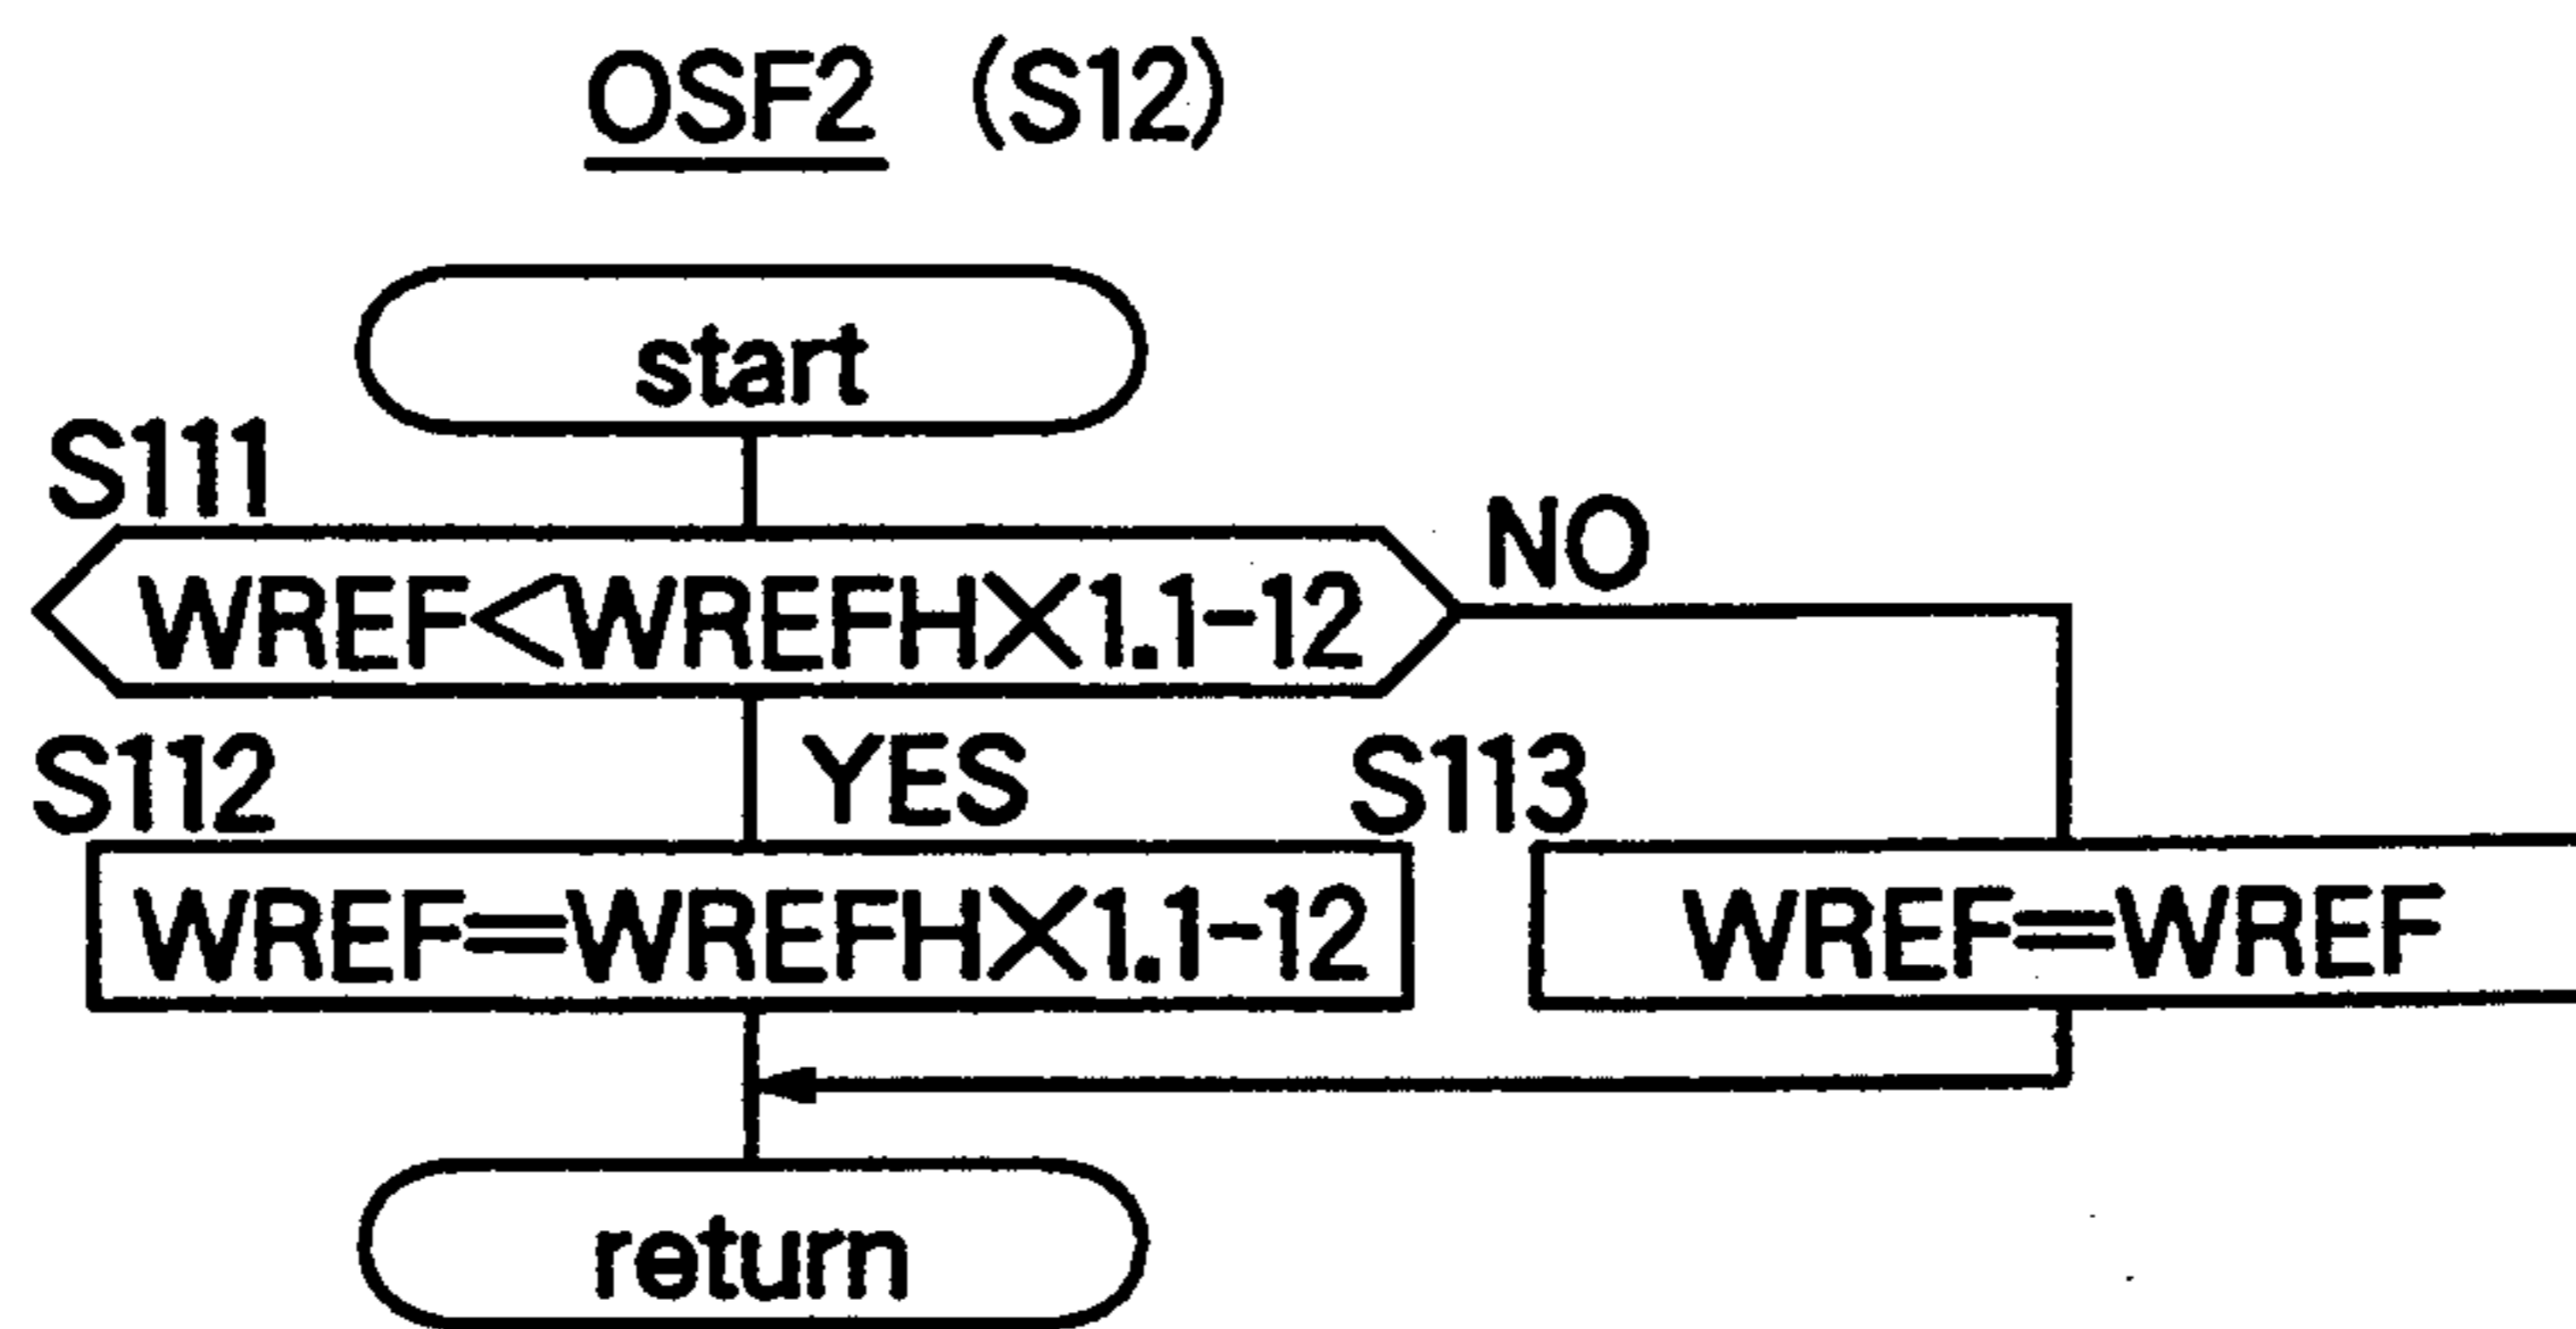 OSF2 (S12)
start
S111
NO
WREF<WREFH×1.1-12
S112
YES
S113
WREF=WREFH×1.1-12
WREF=WREF
return